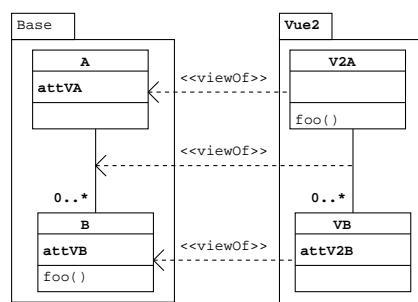 Base
Vue2
A
attVA
<<viewOf>>
V2A
foo()
<<viewOf>>
0..*
0..*
B
attVB
foo()
<<viewOf>>
VB
attV2B